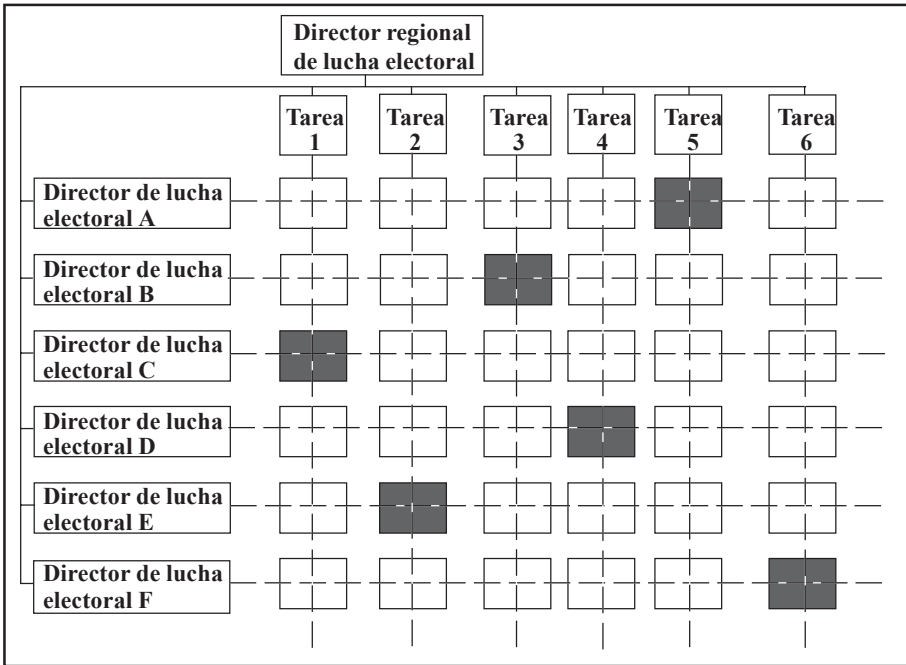 Director regional
de lucha electoral
Tarea
1
Tarea
2
Tarea
3
Tarea
4
Tarea
5
Tarea
6
Director de lucha
electoral A
Director de lucha
electoral B
Director de lucha
electoral C
Director de lucha
electoral D
Director de lucha
electoral E
Director de lucha
electoral F